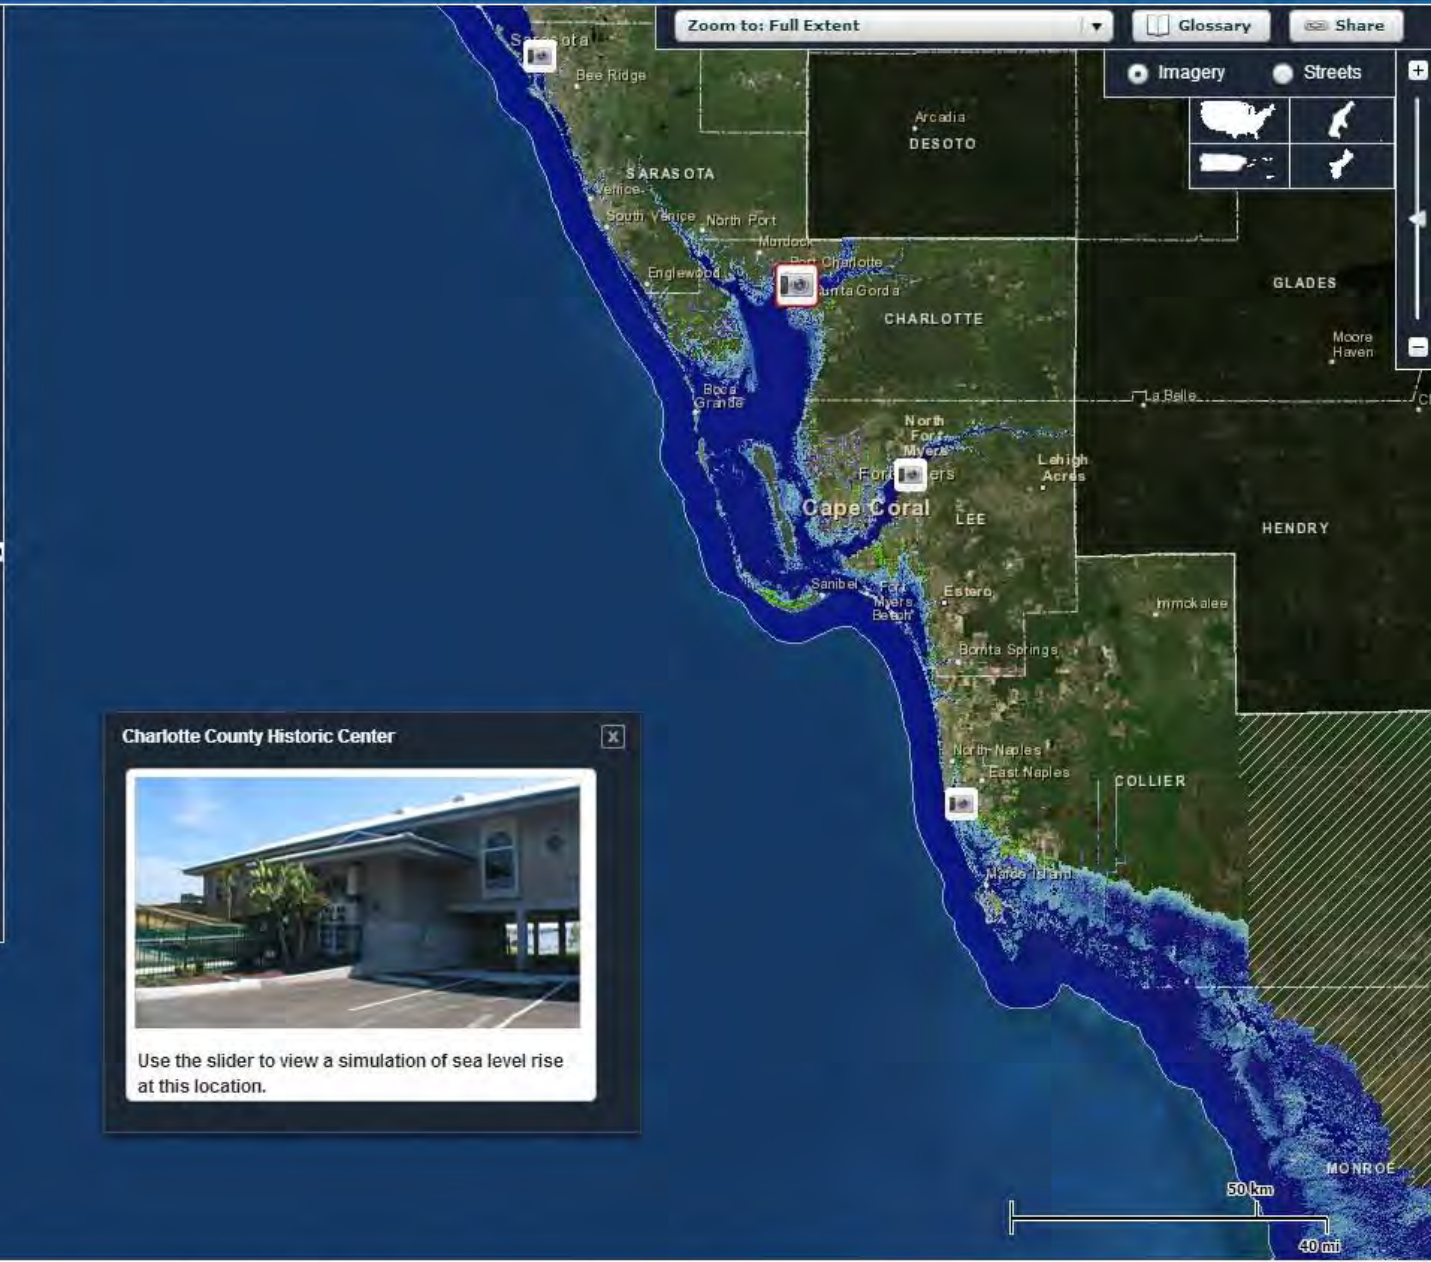 Zoom to: Full Extent
Glossary
Share
Imagery
Streets
Bee Ridge
Arcadia
DESOTO
SARASOTA
Venice
South Venice
North Port
Murdock
Port Charlotte
Englewood
Punta Gorda
GLADES
CHARLOTTE
Moore
Haven
Boca
Grande
La Belle
North
Fort
Myers
Lehigh
Acres
Cape Coral
LEE
HENDRY
Sanibel
Fort
Myers
Beach
Estero
Immokalee
Bonita Springs
Charlotte County Historic Center
X
North Naples
East Naples
COLLIER
Marco Island
Use the slider to view a simulation of sea level rise
at this location.
MONROE
50 km
40 mi